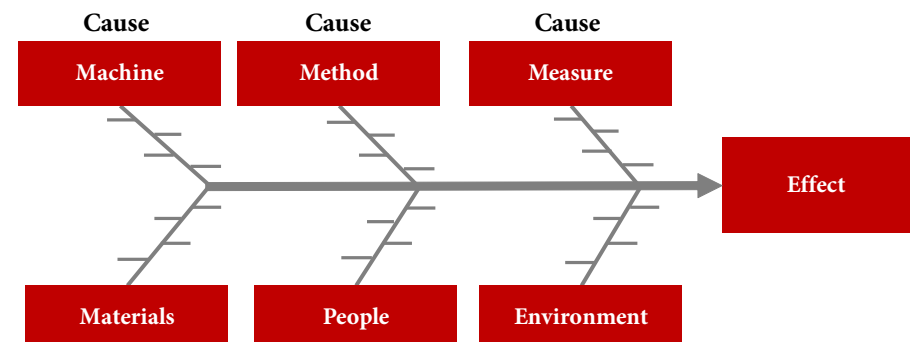 Cause Cause Cause
Machine Method Measure
Effect
Materials People Environment